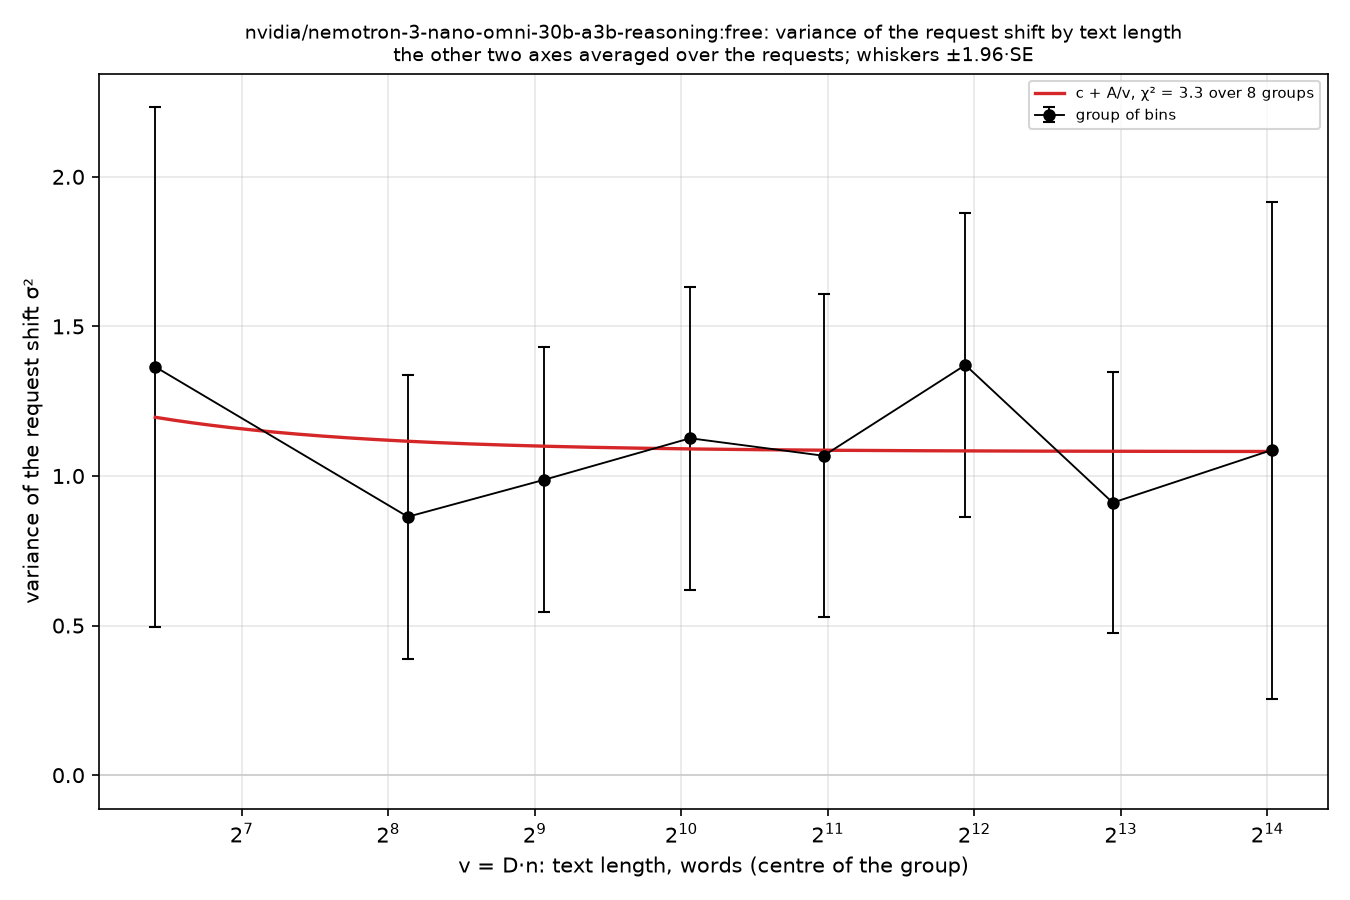 nvidia/nemotron-3-nano-omni-30b-a3b-reasoning:free: variance of the request shift by text length
the other two axes averaged over the requests; whiskers ±1.96·SE
c + A/v, χ² = 3.3 over 8 groups
group of bins
variance of the request shift σ²
2.0
1.5
1.0
0.5
0.0
2⁷ 2⁸ 2⁹ 2¹⁰ 2¹¹ 2¹² 2¹³ 2¹⁴
v = D·n: text length, words (centre of the group)